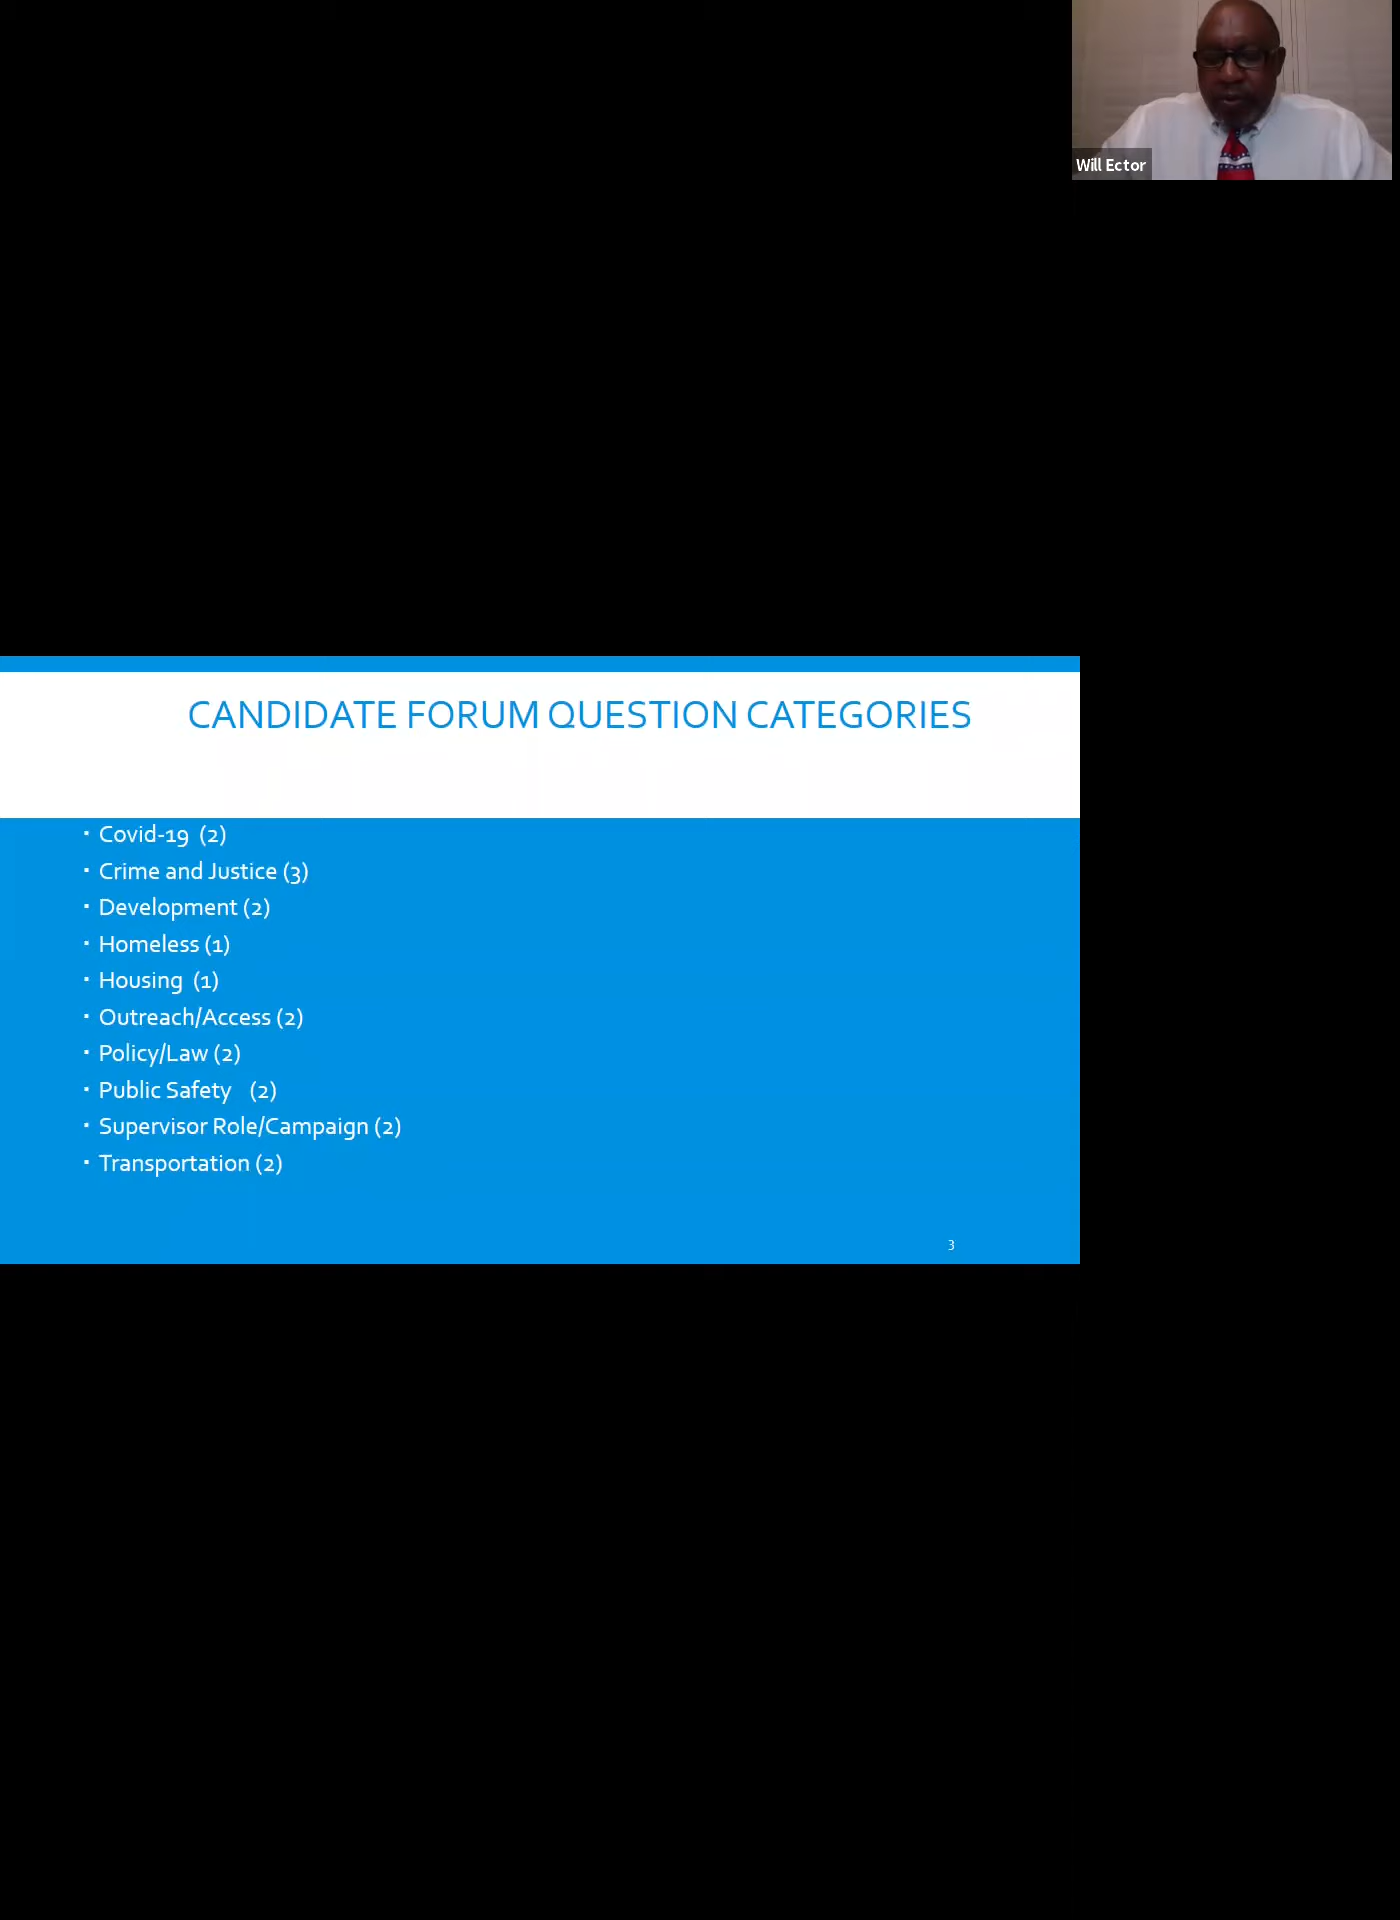 Will Ector
CANDIDATE FORUM QUESTION CATEGORIES
▪ Covid-19 (2)
▪ Crime and Justice (3)
▪ Development (2)
▪ Homeless (1)
▪ Housing (1)
▪ Outreach/Access (2)
▪ Policy/Law (2)
▪ Public Safety (2)
▪ Supervisor Role/Campaign (2)
▪ Transportation (2)
3